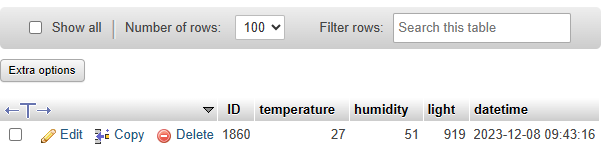 Show all Number of rows: 100 Filter rows: Search this table
Extra options
ID temperature humidity light datetime
Edit Copy Delete 1860 27 51 919 2023-12-08 09:43:16